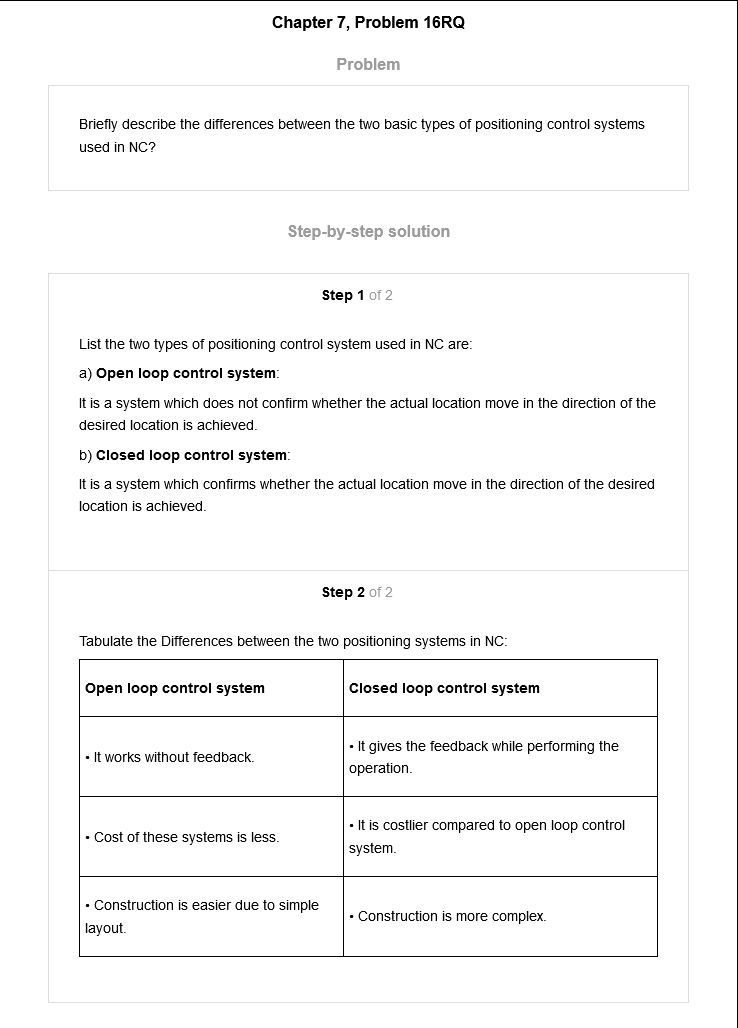 Chapter 7, Problem 16RQ
Problem
Briefly describe the differences between the two basic types of positioning control systems
used in NC?
Step-by-step solution
Step 1 of 2
List the two types of positioning control system used in NC are:
a) Open loop control system:
It is a system which does not confirm whether the actual location move in the direction of the
desired location is achieved.
b) Closed loop control system:
It is a system which confirms whether the actual location move in the direction of the desired
location is achieved.
Step 2 of 2
Tabulate the Differences between the two positioning systems in NC:
Open loop control system
Closed loop control system
• It works without feedback.
• It gives the feedback while performing the
operation.
• Cost of these systems is less.
• It is costlier compared to open loop control
system.
• Construction is easier due to simple
layout.
• Construction is more complex.